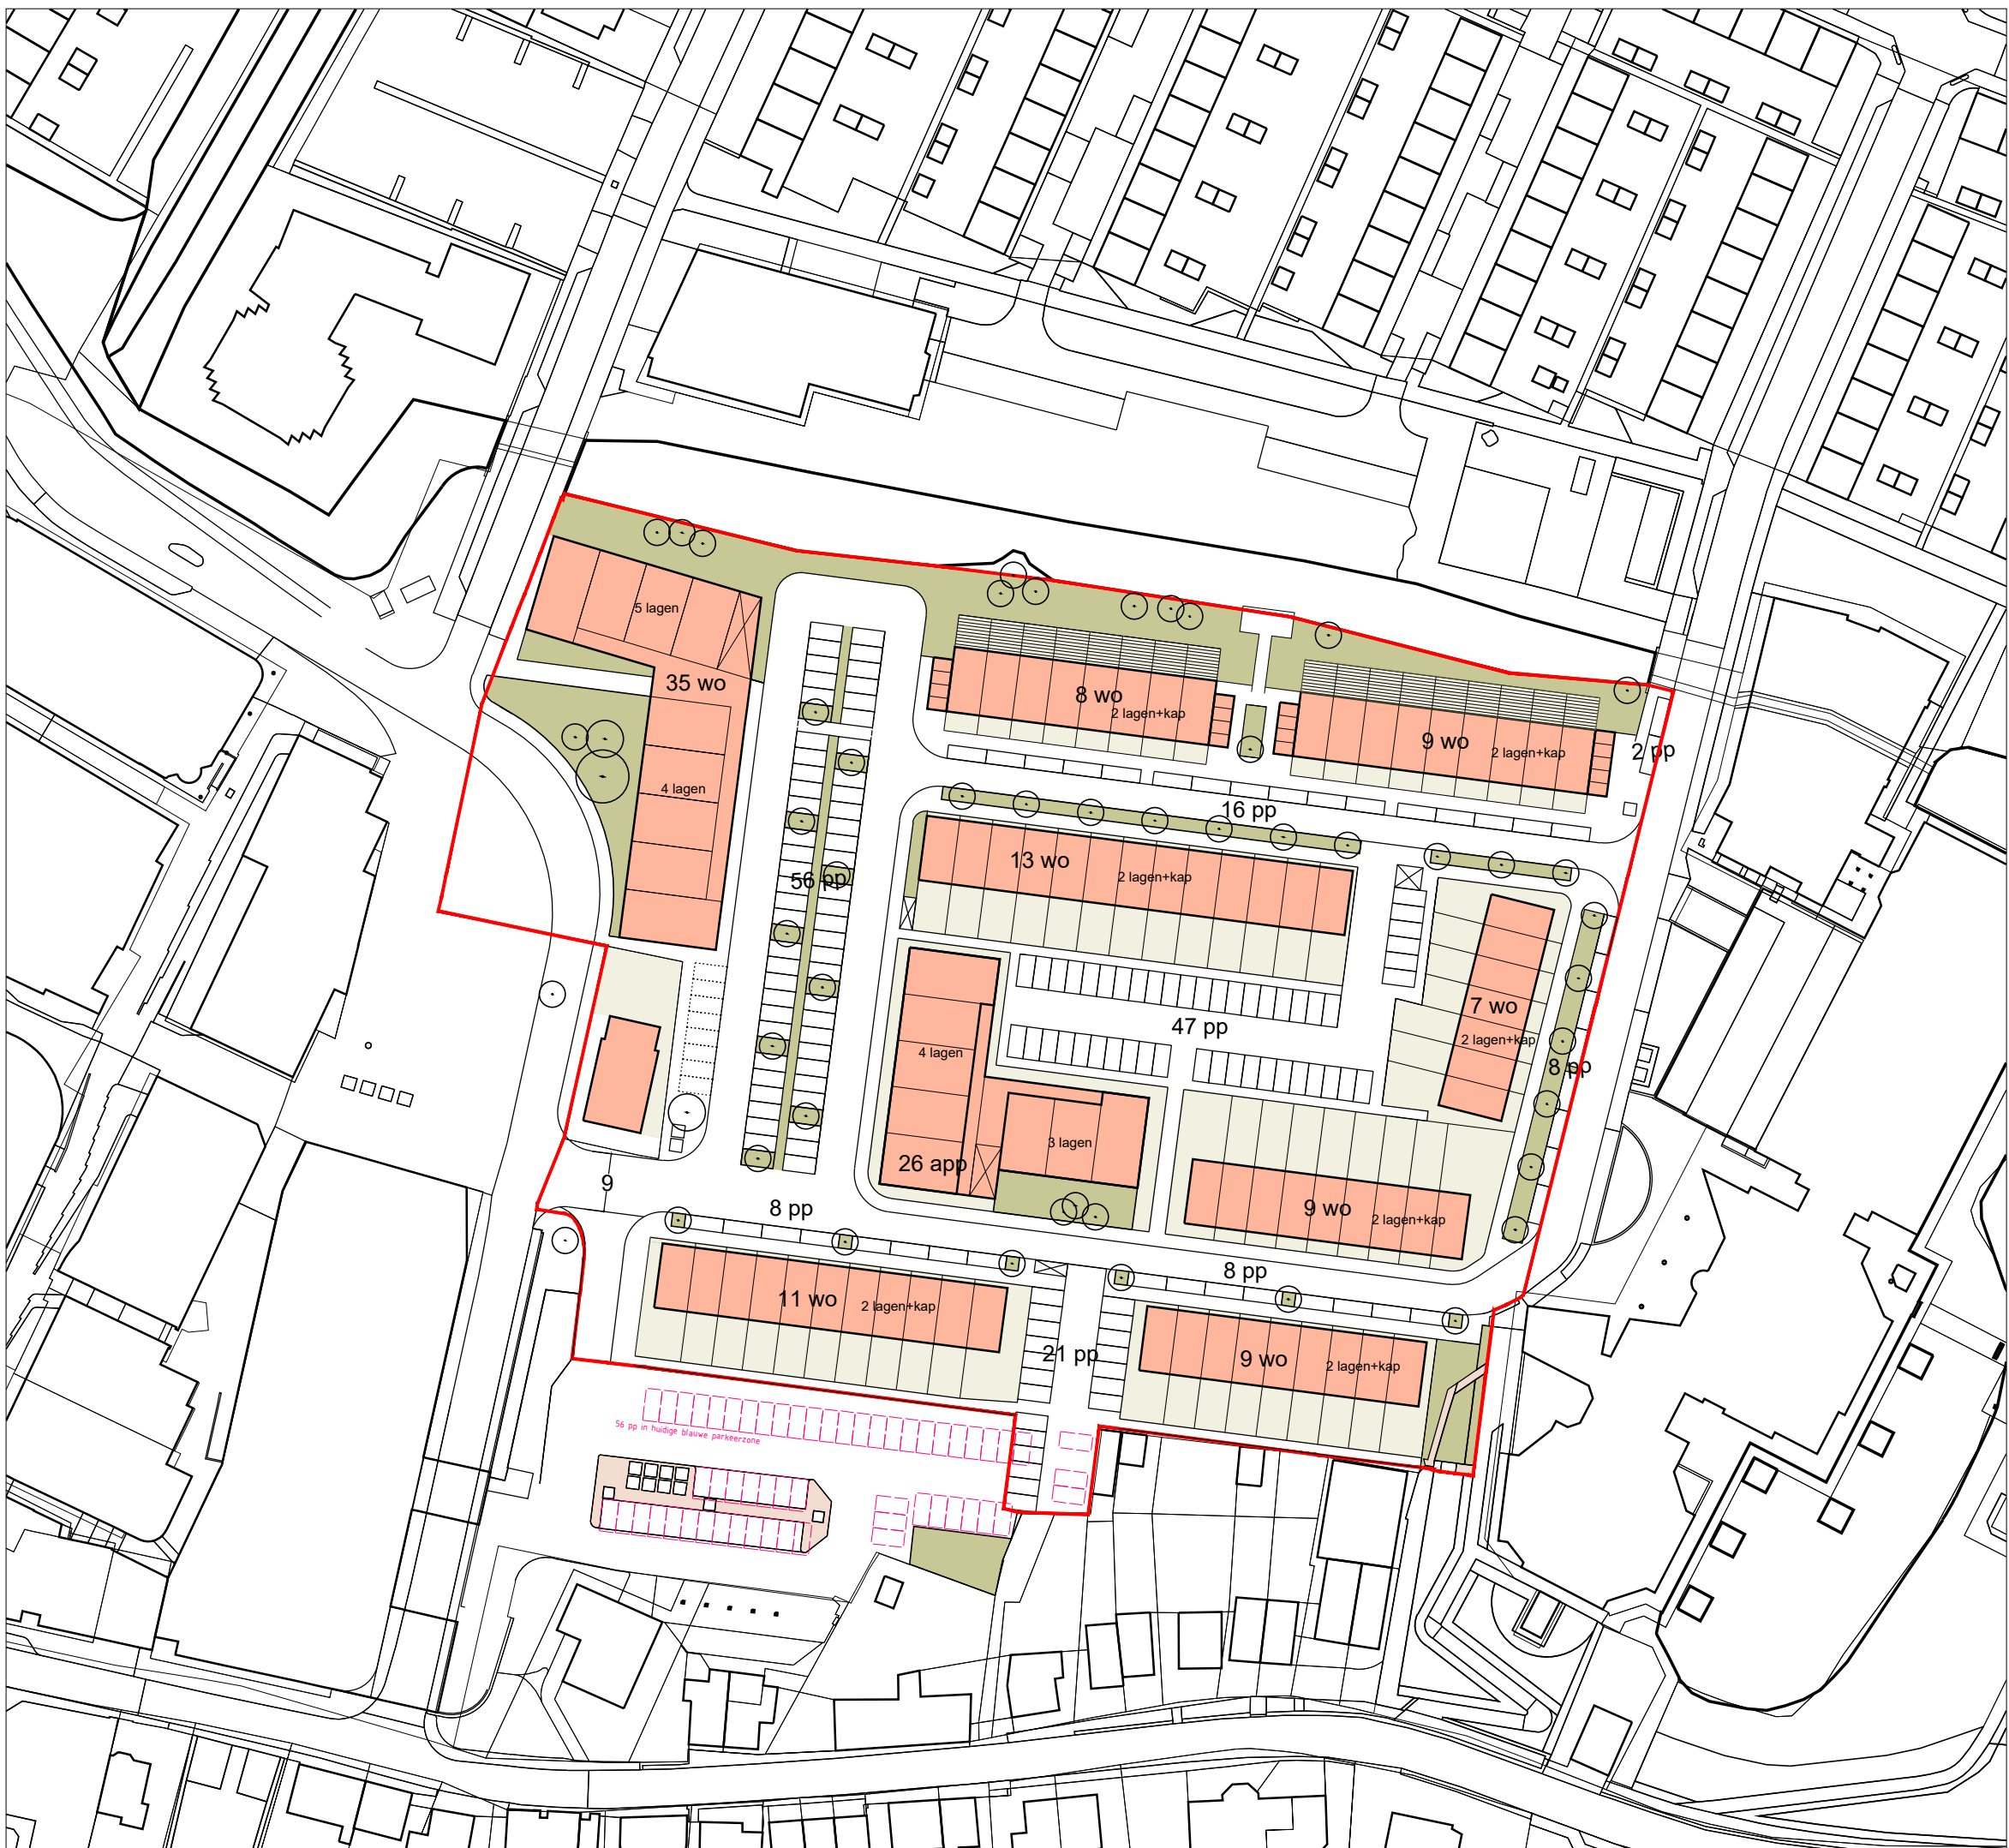 5 lagen
35 wo
8 wo
2 lagen+kap
9 wo
2 lagen+kap
2 pp
4 lagen
16 pp
13 wo
2 lagen+kap
56 pp
7 wo
2 lagen+kap
47 pp
4 lagen
8 pp
3 lagen
26 app
9
8 pp
9 wo
2 lagen+kap
8 pp
11 wo
2 lagen+kap
21 pp
9 wo
2 lagen+kap
56 pp in huidige blauwe parkeerzone